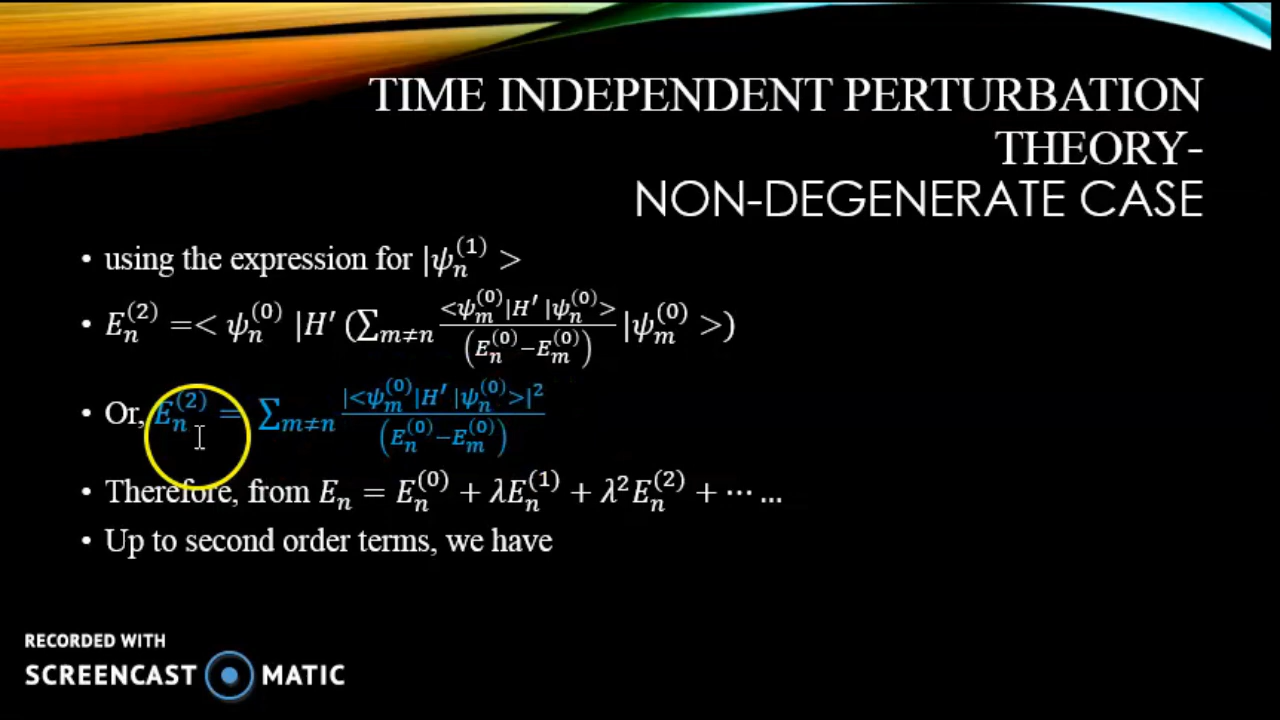 TIME INDEPENDENT PERTURBATION
THEORY-
NON-DEGENERATE CASE
• using the expression for |ψₙ⁽¹⁾ >
• Eₙ⁽²⁾ =< ψₙ⁽⁰⁾ |H′ (∑ₘ≠ₙ <ψₘ⁽⁰⁾|H′ |ψₙ⁽⁰⁾> / (Eₙ⁽⁰⁾−Eₘ⁽⁰⁾) |ψₘ⁽⁰⁾ >)
• Or, Eₙ⁽²⁾ = ∑ₘ≠ₙ |<ψₘ⁽⁰⁾|H′ |ψₙ⁽⁰⁾>|² / (Eₙ⁽⁰⁾−Eₘ⁽⁰⁾)
• Therefore, from Eₙ = Eₙ⁽⁰⁾ + λEₙ⁽¹⁾ + λ²Eₙ⁽²⁾ + ⋯ …
• Up to second order terms, we have
RECORDED WITH
SCREENCAST MATIC